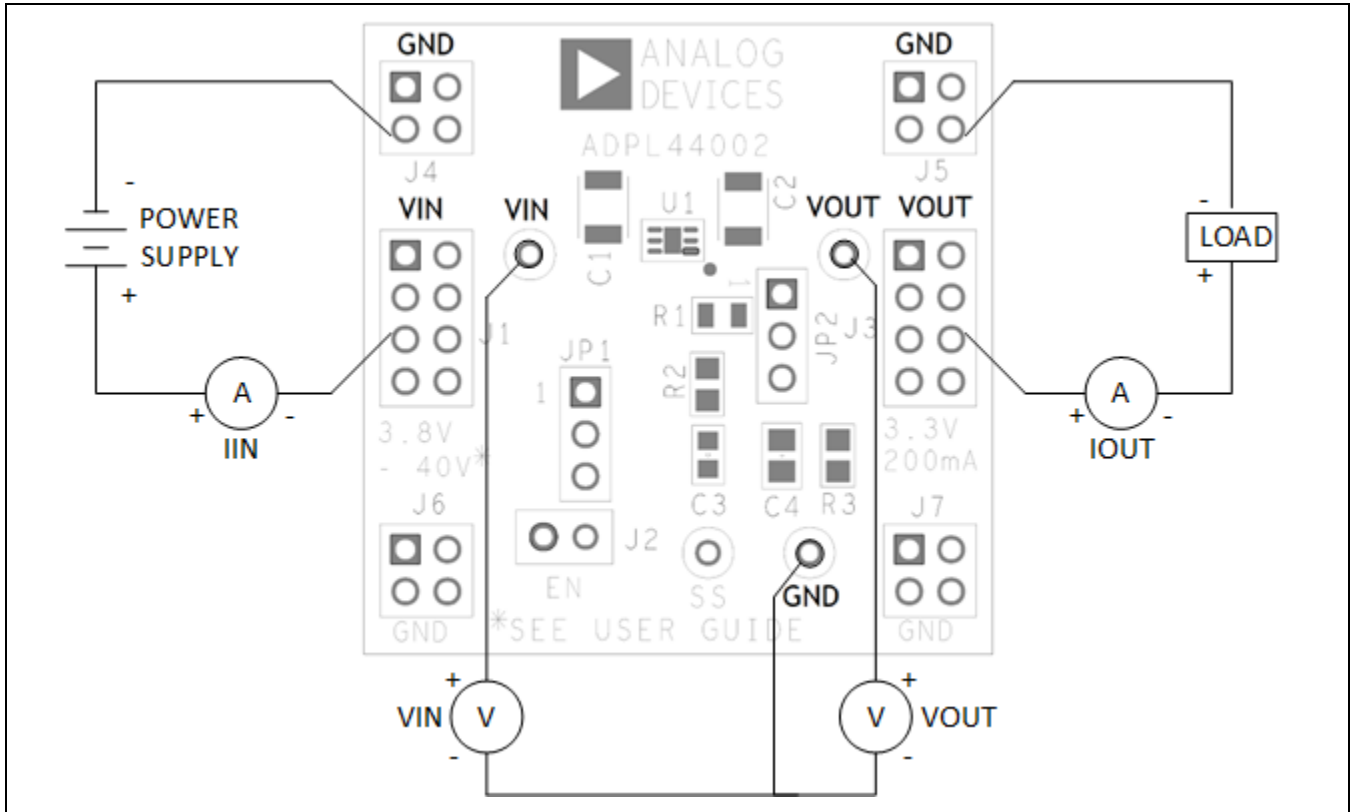 GND
ANALOG
DEVICES
GND
ADPL44002
J4
J5
-
POWER
SUPPLY
+
VIN
VIN
C1
U1
C2
VOUT
VOUT
-
LOAD
+
J1
R1
1
JP2
J3
JP1
1
R2
A
+
-
IIN
3.8V
- 40V*
3.3V
200mA
A
+
-
IOUT
J6
C3
C4
R3
J7
J2
EN
SS
GND
GND
*SEE USER GUIDE
GND
+
VIN
V
-
+
V
VOUT
-